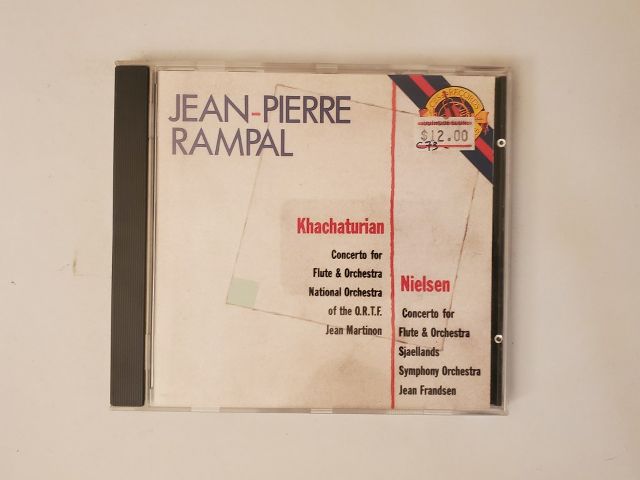 JEAN-PIERRE
RAMPAL
$12.00
C73
Khachaturian
Concerto for
Flute & Orchestra
National Orchestra
of the O.R.T.F.
Jean Martinon
Nielsen
Concerto for
Flute & Orchestra
Sjaellands
Symphony Orchestra
Jean Frandsen